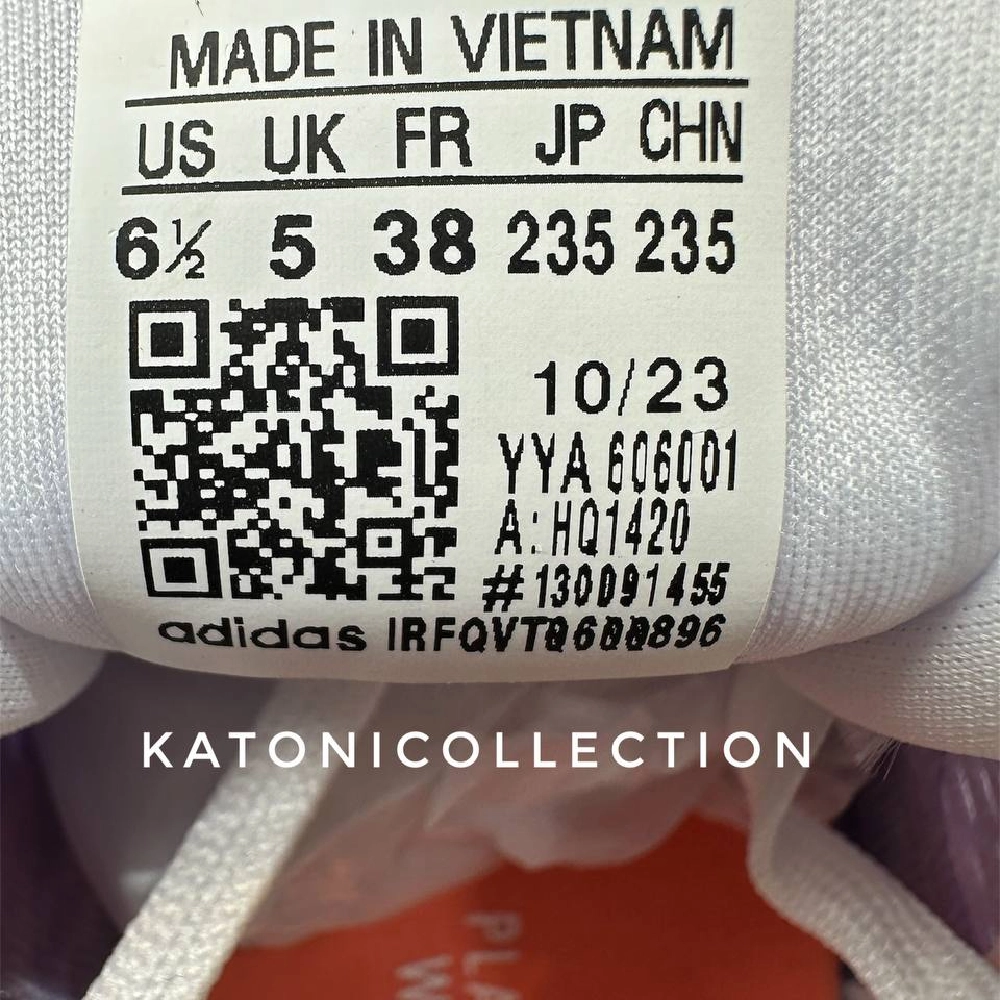 MADE IN VIETNAM
US UK FR JP CHN
6½ 5 38 235 235
10/23
YYA 606001
A: HQ1420
#130091455
adidas
KATONICOLLECTION